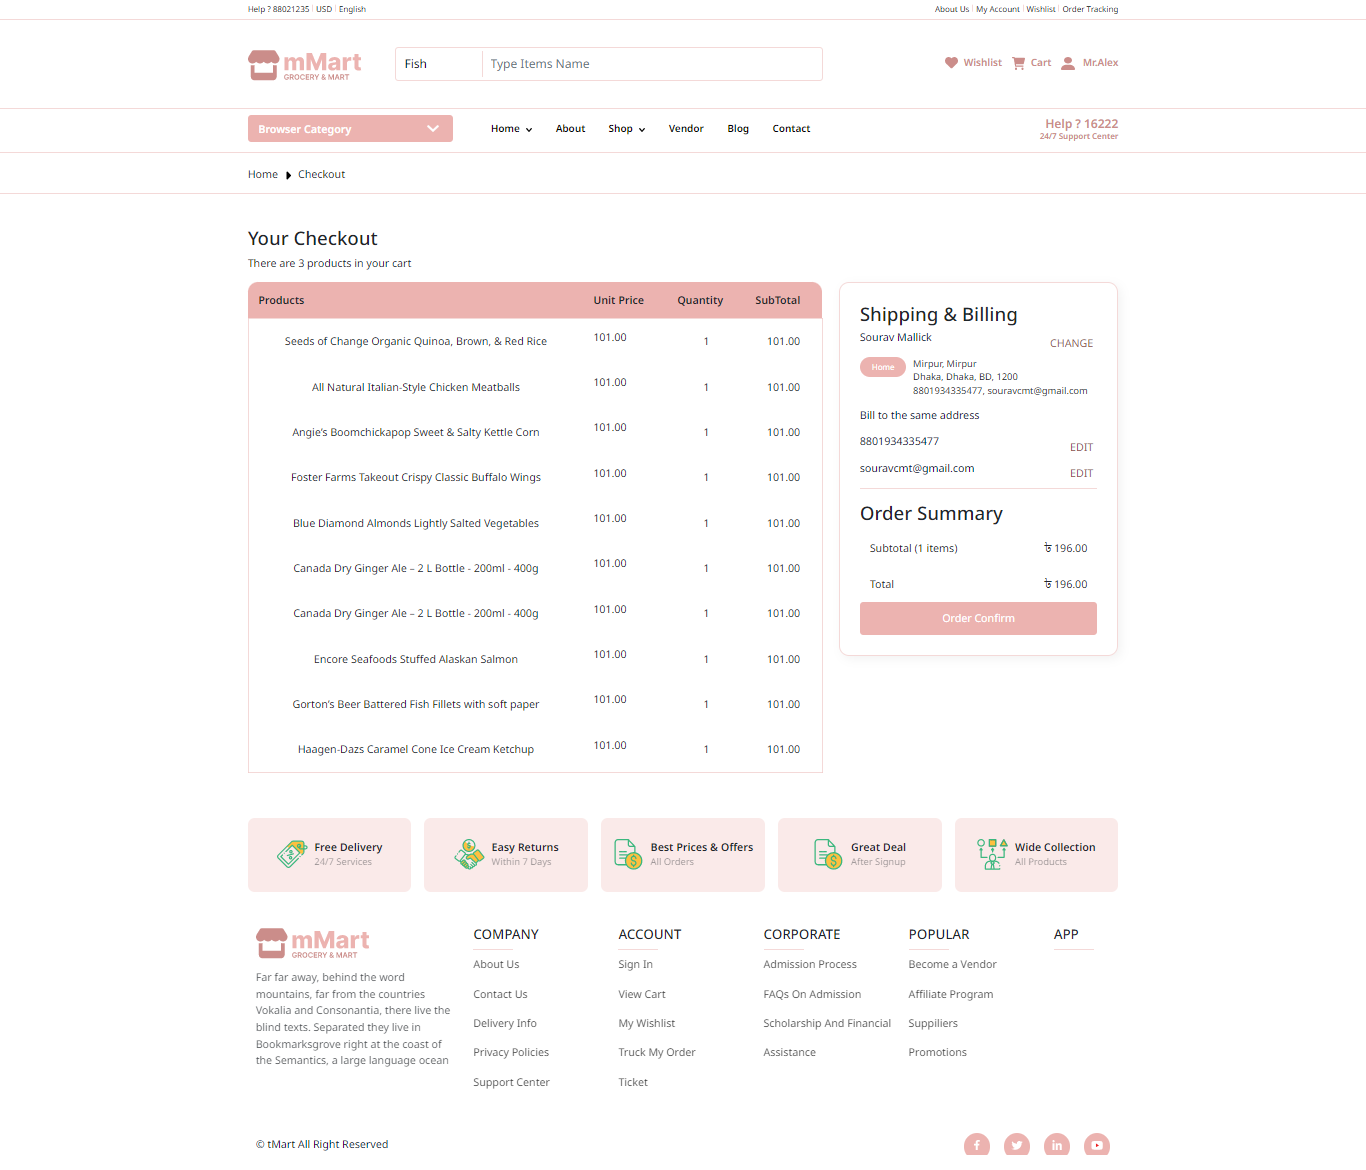 Help ? 88021235 USD English
About Us My Account Wishlist Order Tracking
mMart
GROCERY & MART
Fish
Type Items Name
Wishlist Cart Mr.Alex
Browser Category
Home About Shop Vendor Blog Contact
Help ? 16222
24/7 Support Center
Home Checkout
Your Checkout
There are 3 products in your cart
Products Unit Price Quantity SubTotal
Seeds of Change Organic Quinoa, Brown, & Red Rice 101.00 1 101.00
All Natural Italian-Style Chicken Meatballs 101.00 1 101.00
Angie's Boomchickapop Sweet & Salty Kettle Corn 101.00 1 101.00
Foster Farms Takeout Crispy Classic Buffalo Wings 101.00 1 101.00
Blue Diamond Almonds Lightly Salted Vegetables 101.00 1 101.00
Canada Dry Ginger Ale – 2 L Bottle - 200ml - 400g 101.00 1 101.00
Canada Dry Ginger Ale – 2 L Bottle - 200ml - 400g 101.00 1 101.00
Encore Seafoods Stuffed Alaskan Salmon 101.00 1 101.00
Gorton's Beer Battered Fish Fillets with soft paper 101.00 1 101.00
Haagen-Dazs Caramel Cone Ice Cream Ketchup 101.00 1 101.00
Shipping & Billing
Sourav Mallick
CHANGE
Home
Mirpur, Mirpur
Dhaka, Dhaka, BD, 1200
8801934335477, souravcmt@gmail.com
Bill to the same address
8801934335477
EDIT
souravcmt@gmail.com
EDIT
Order Summary
Subtotal (1 items) ৳ 196.00
Total ৳ 196.00
Order Confirm
Free Delivery
24/7 Services
Easy Returns
Within 7 Days
Best Prices & Offers
All Orders
Great Deal
After Signup
Wide Collection
All Products
mMart
GROCERY & MART
Far far away, behind the word
mountains, far from the countries
Vokalia and Consonantia, there live the
blind texts. Separated they live in
Bookmarksgrove right at the coast of
the Semantics, a large language ocean
COMPANY
About Us
Contact Us
Delivery Info
Privacy Policies
Support Center
ACCOUNT
Sign In
View Cart
My Wishlist
Truck My Order
Ticket
CORPORATE
Admission Process
FAQs On Admission
Scholarship And Financial
Assistance
POPULAR
Become a Vendor
Affiliate Program
Suppiliers
Promotions
APP
© tMart All Right Reserved